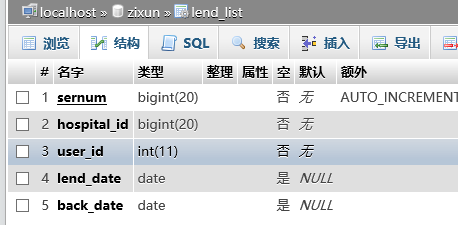 localhost » zixun » lend_list
浏览 结构 SQL 搜索 插入 导出
# 名字 类型 整理 属性 空 默认 额外
1 sernum bigint(20) 否 无 AUTO_INCREMENT
2 hospital_id bigint(20) 否 无
3 user_id int(11) 否 无
4 lend_date date 是 NULL
5 back_date date 是 NULL